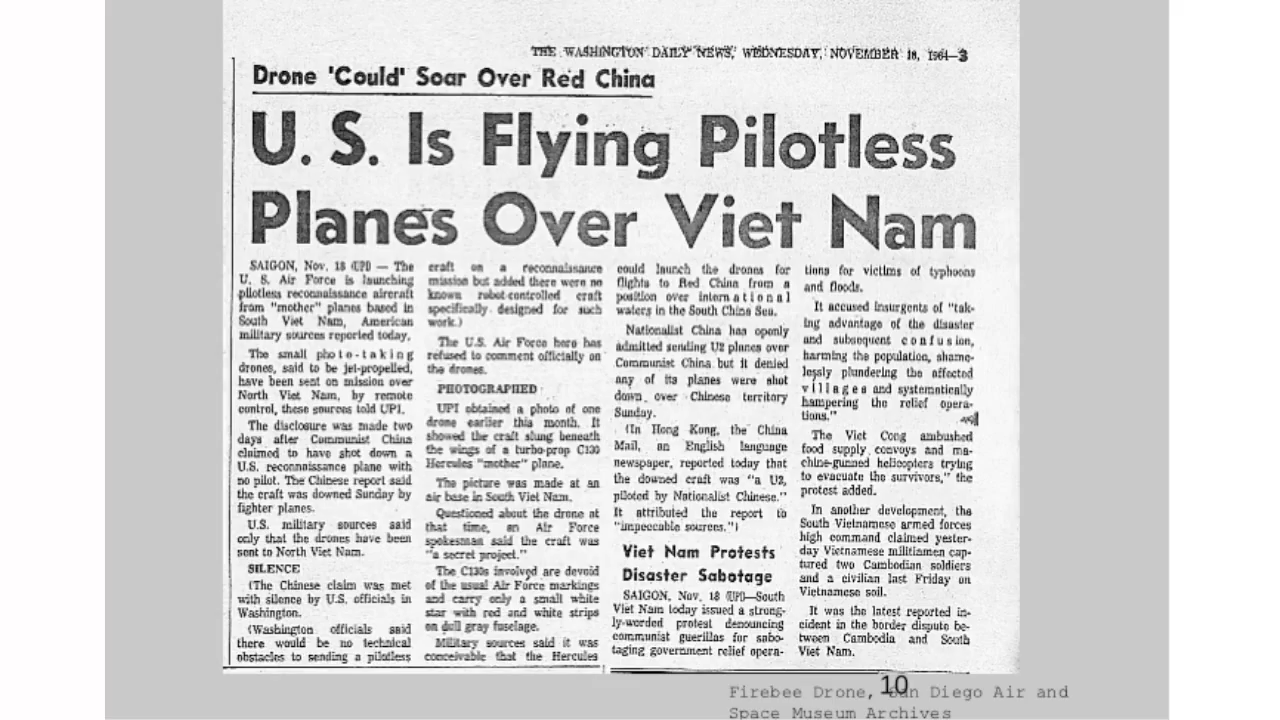 THE WASHINGTON DAILY NEWS, WEDNESDAY, NOVEMBER 18, 1964—3
Drone 'Could' Soar Over Red China
U. S. Is Flying Pilotless
Planes Over Viet Nam
SAIGON, Nov. 18 (UPI) — The
U. S. Air Force is launching
pilotless reconnaissance aircraft
from "mother" planes based in
South Viet Nam, American
military sources reported today.
The small photo-taking
drones, said to be jet-propelled,
have been sent on mission over
North Viet Nam, by remote
control, these sources told UPI.
The disclosure was made two
days after Communist China
claimed to have shot down a
U.S. reconnaissance plane with
no pilot. The Chinese report said
the craft was downed Sunday by
fighter planes.
U.S. military sources said
only that the drones have been
sent to North Viet Nam.
SILENCE
(The Chinese claim was met
with silence by U.S. officials in
Washington.
(Washington officials said
there would be no technical
obstacles to sending a pilotless
craft on a reconnaissance
mission but added there were no
known robot-controlled craft
specifically designed for such
work.)
The U.S. Air Force here has
refused to comment officially on
the drones.
PHOTOGRAPHED
UPI obtained a photo of one
drone earlier this month. It
showed the craft slung beneath
the wings of a turbo-prop C130
Hercules "mother" plane.
The picture was made at an
air base in South Viet Nam.
Questioned about the drone at
that time, an Air Force
spokesman said the craft was
"a secret project."
The C130s involved are devoid
of the usual Air Force markings
and carry only a small white
star with red and white strips
on dull gray fuselage.
Military sources said it was
conceivable that the Hercules
could launch the drones for
flights to Red China from a
position over international
waters in the South China Sea.
Nationalist China has openly
admitted sending U2 planes over
Communist China but it denied
any of its planes were shot
down over Chinese territory
Sunday.
(In Hong Kong, the China
Mail, an English language
newspaper, reported today that
the downed craft was "a U2,
piloted by Nationalist Chinese."
It attributed the report to
"impeccable sources.")
Viet Nam Protests
Disaster Sabotage
SAIGON, Nov. 18 (UPI)—South
Viet Nam today issued a strong-
ly-worded protest denouncing
communist guerillas for sabo-
taging government relief opera-
tions for victims of typhoons
and floods.
It accused insurgents of "tak-
ing advantage of the disaster
and subsequent confusion,
harming the population, shame-
lessly plundering the affected
villages and systematically
hampering the relief opera-
tions."
The Viet Cong ambushed
food supply convoys and ma-
chine-gunned helicopters trying
to evacuate the survivors," the
protest added.
In another development, the
South Vietnamese armed forces
high command claimed yester-
day Vietnamese militiamen cap-
tured two Cambodian soldiers
and a civilian last Friday on
Vietnamese soil.
It was the latest reported in-
cident in the border dispute be-
tween Cambodia and South
Viet Nam.
10
Firebee Drone, San Diego Air and
Space Museum Archives